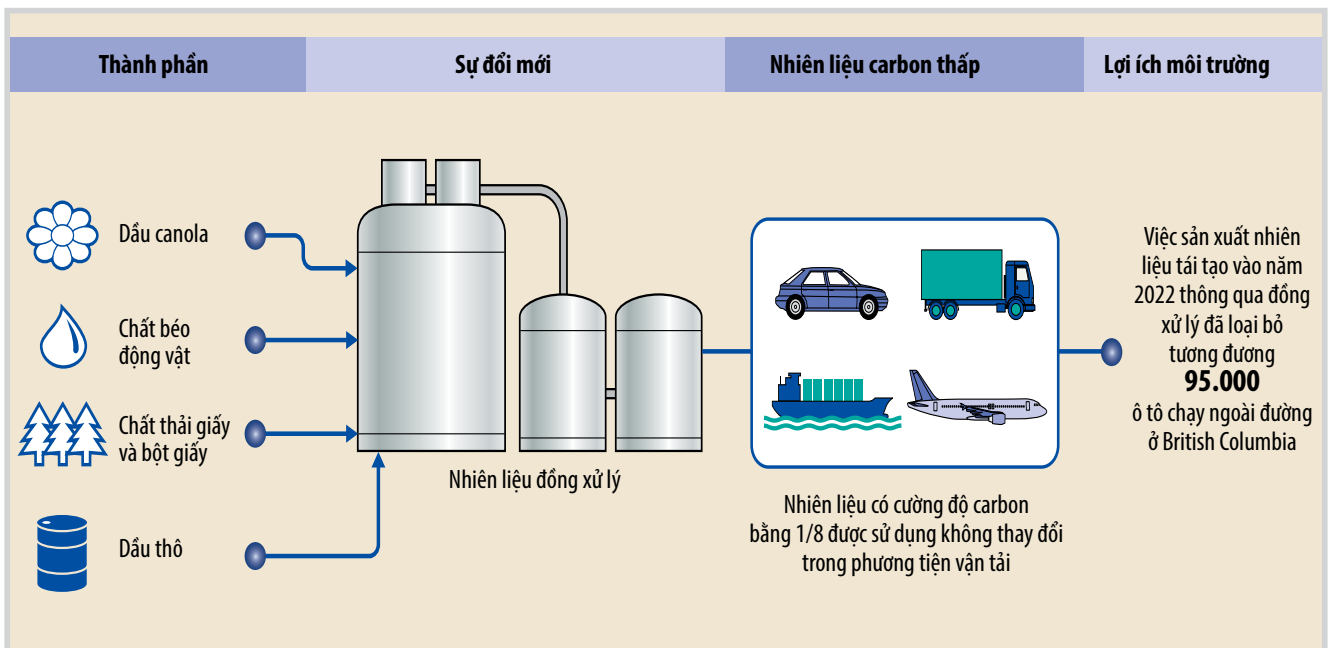 Thành phần
Sự đổi mới
Nhiên liệu carbon thấp
Lợi ích môi trường
Dầu canola
Chất béo
động vật
Chất thải giấy
và bột giấy
Dầu thô
Nhiên liệu đồng xử lý
Nhiên liệu có cường độ carbon
bằng 1/8 được sử dụng không thay đổi
trong phương tiện vận tải
Việc sản xuất nhiên
liệu tái tạo vào năm
2022 thông qua đồng
xử lý đã loại bỏ
tương đương
95.000
ô tô chạy ngoài đường
ở British Columbia